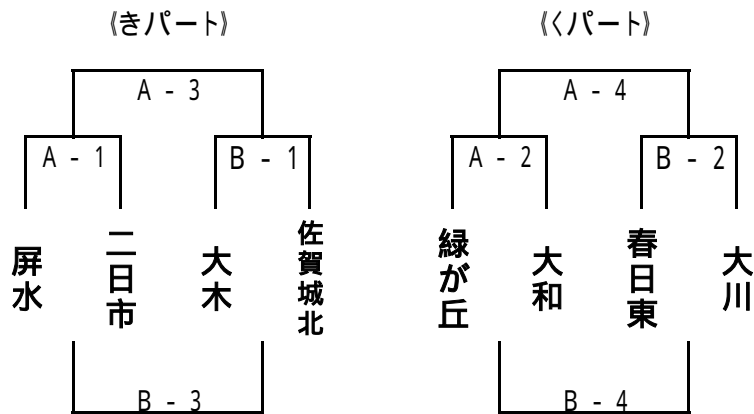 《きパート》 《くパート》
A - 3 A - 4
A - 1 B - 1 A - 2 B - 2
屏水 二日市 大木 佐賀城北 緑が丘 大和 春日東 大川
B - 3 B - 4